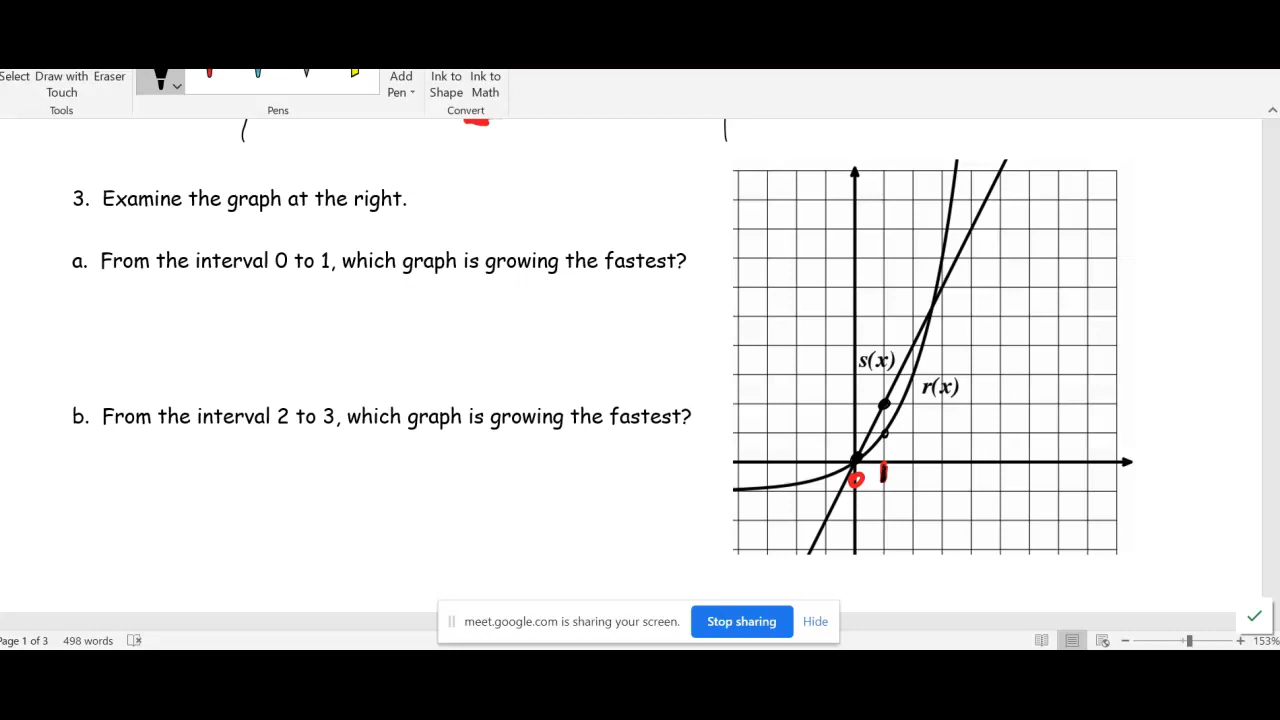 Select Draw with Eraser Add Ink to Ink to
Touch Pen Shape Math
Tools Pens Convert
3. Examine the graph at the right.
a. From the interval 0 to 1, which graph is growing the fastest?
s(x)
r(x)
b. From the interval 2 to 3, which graph is growing the fastest?
0 1
meet.google.com is sharing your screen. Stop sharing Hide
Page 1 of 3 498 words 153%